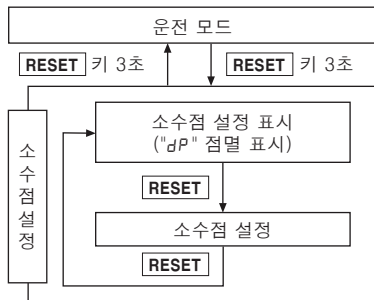 운전 모드
RESET 키 3초 RESET 키 3초
소수점 설정
소수점 설정 표시
("dP" 점멸 표시)
RESET
소수점 설정
RESET